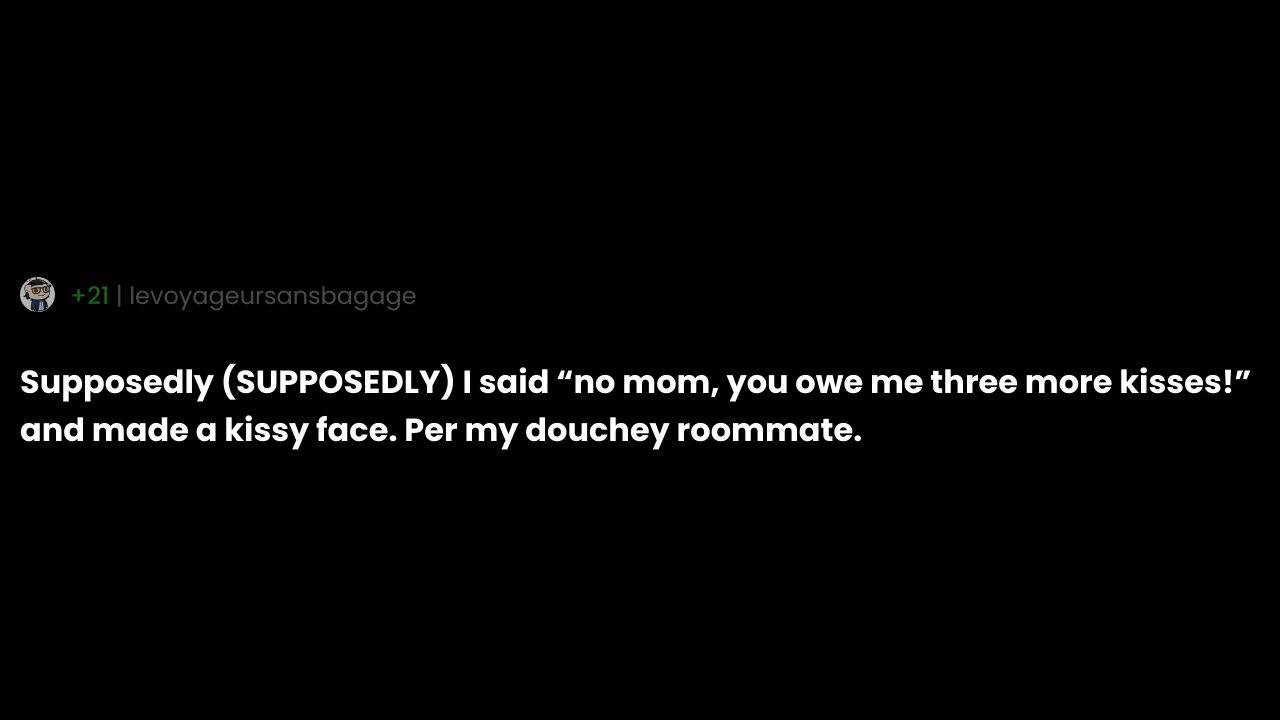 +21 | levoyageursansbagage
Supposedly (SUPPOSEDLY) I said “no mom, you owe me three more kisses!”
and made a kissy face. Per my douchey roommate.